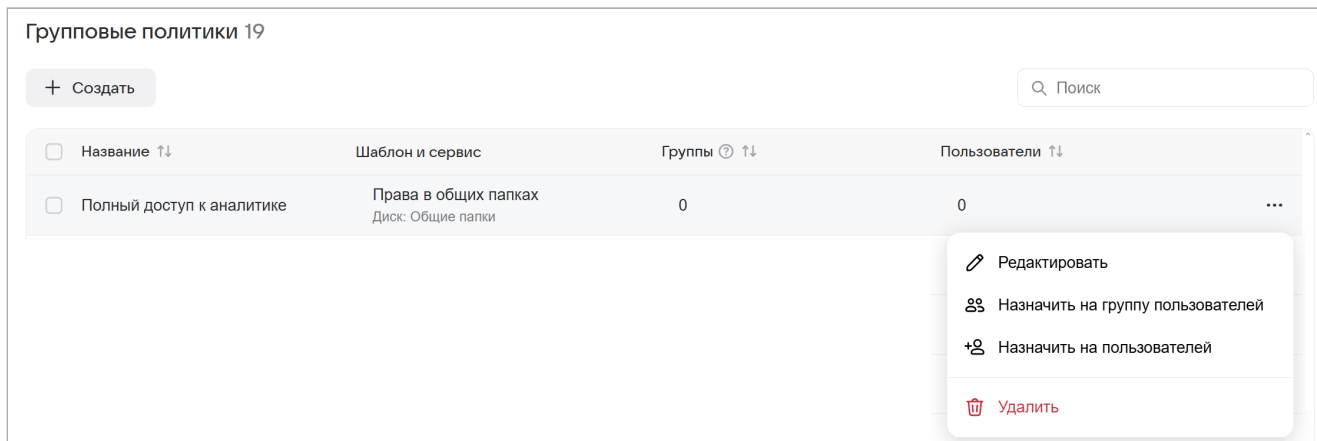 Групповые политики 19
Создать
Поиск
Название Шаблон и сервис Группы Пользователи
Полный доступ к аналитике Права в общих папках 0 0
Диск: Общие папки
Редактировать
Назначить на группу пользователей
Назначить на пользователей
Удалить